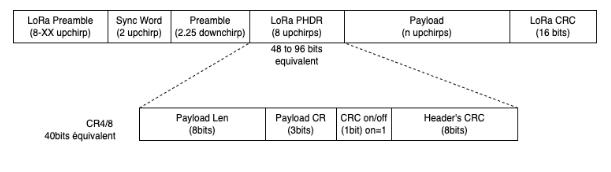 LoRa Preamble
(8-XX upchirp)
Sync Word
(2 upchirp)
Preamble
(2.25 downchirp)
LoRa PHDR
(8 upchirps)
Payload
(n upchirps)
LoRa CRC
(16 bits)
48 to 96 bits
equivalent
CR4/8
40bits équivalent
Payload Len
(8bits)
Payload CR
(3bits)
CRC on/off
(1bit) on=1
Header's CRC
(8bits)